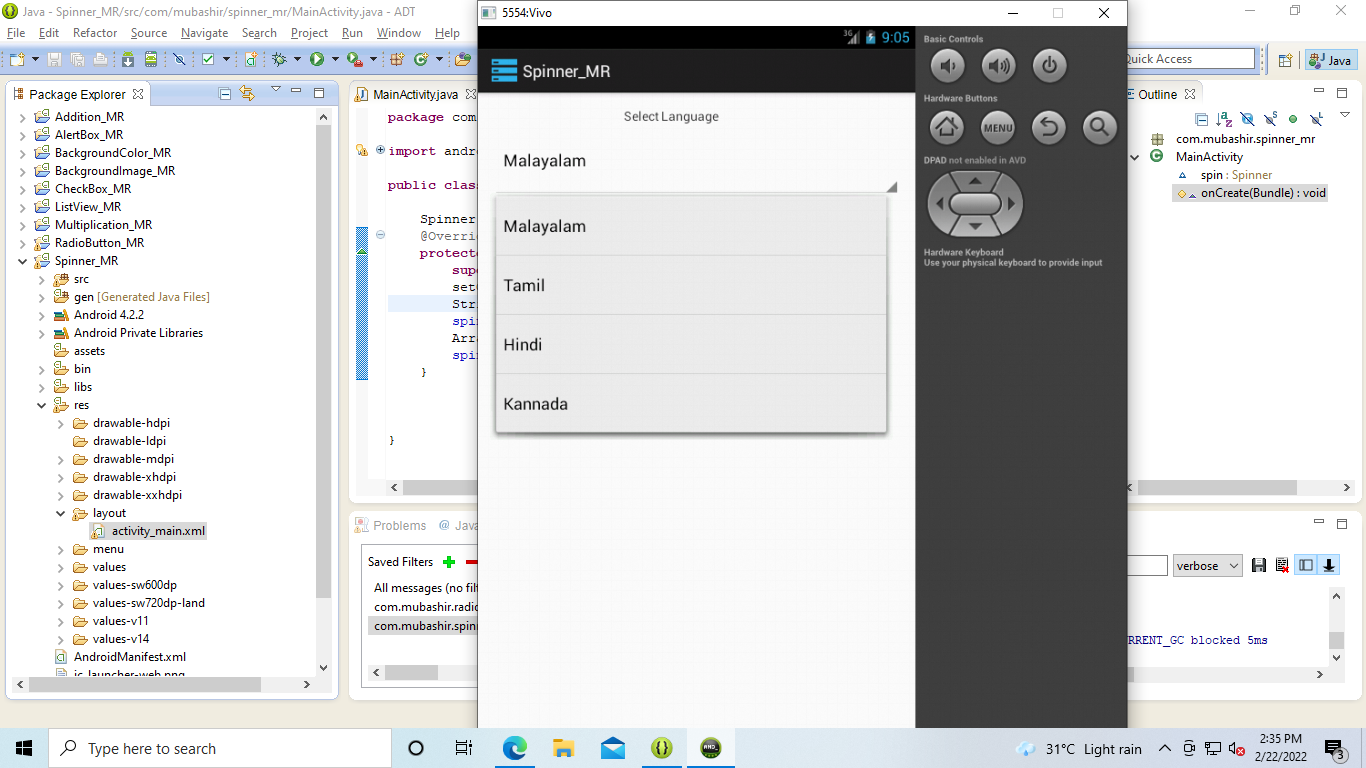 Java - Spinner_MR/src/com/mubashir/spinner_mr/MainActivity.java - ADT
File Edit Refactor Source Navigate Search Project Run Window Help
Quick Access
Java
Package Explorer
Addition_MR
AlertBox_MR
BackgroundColor_MR
BackgroundImage_MR
CheckBox_MR
ListView_MR
Multiplication_MR
RadioButton_MR
Spinner_MR
src
gen [Generated Java Files]
Android 4.2.2
Android Private Libraries
assets
bin
libs
res
drawable-hdpi
drawable-ldpi
drawable-mdpi
drawable-xhdpi
drawable-xxhdpi
layout
activity_main.xml
menu
values
values-sw600dp
values-sw720dp-land
values-v11
values-v14
AndroidManifest.xml
ic_launcher-web.png
MainActivity.java
package com
import andr
public clas
Spinner
@Overri
protect
supe
set
Str
spi
Arr
spi
}
}
Problems @ Java
Saved Filters
All messages (no filt
com.mubashir.radio
com.mubashir.spinn
5554:Vivo
3G 9:05
Spinner_MR
Select Language
Malayalam
Malayalam
Tamil
Hindi
Kannada
Basic Controls
Hardware Buttons
MENU
DPAD not enabled in AVD
Hardware Keyboard
Use your physical keyboard to provide input
Outline
com.mubashir.spinner_mr
MainActivity
spin : Spinner
onCreate(Bundle) : void
verbose
RRENT_GC blocked 5ms
Type here to search
31°C Light rain
2:35 PM
2/22/2022
3